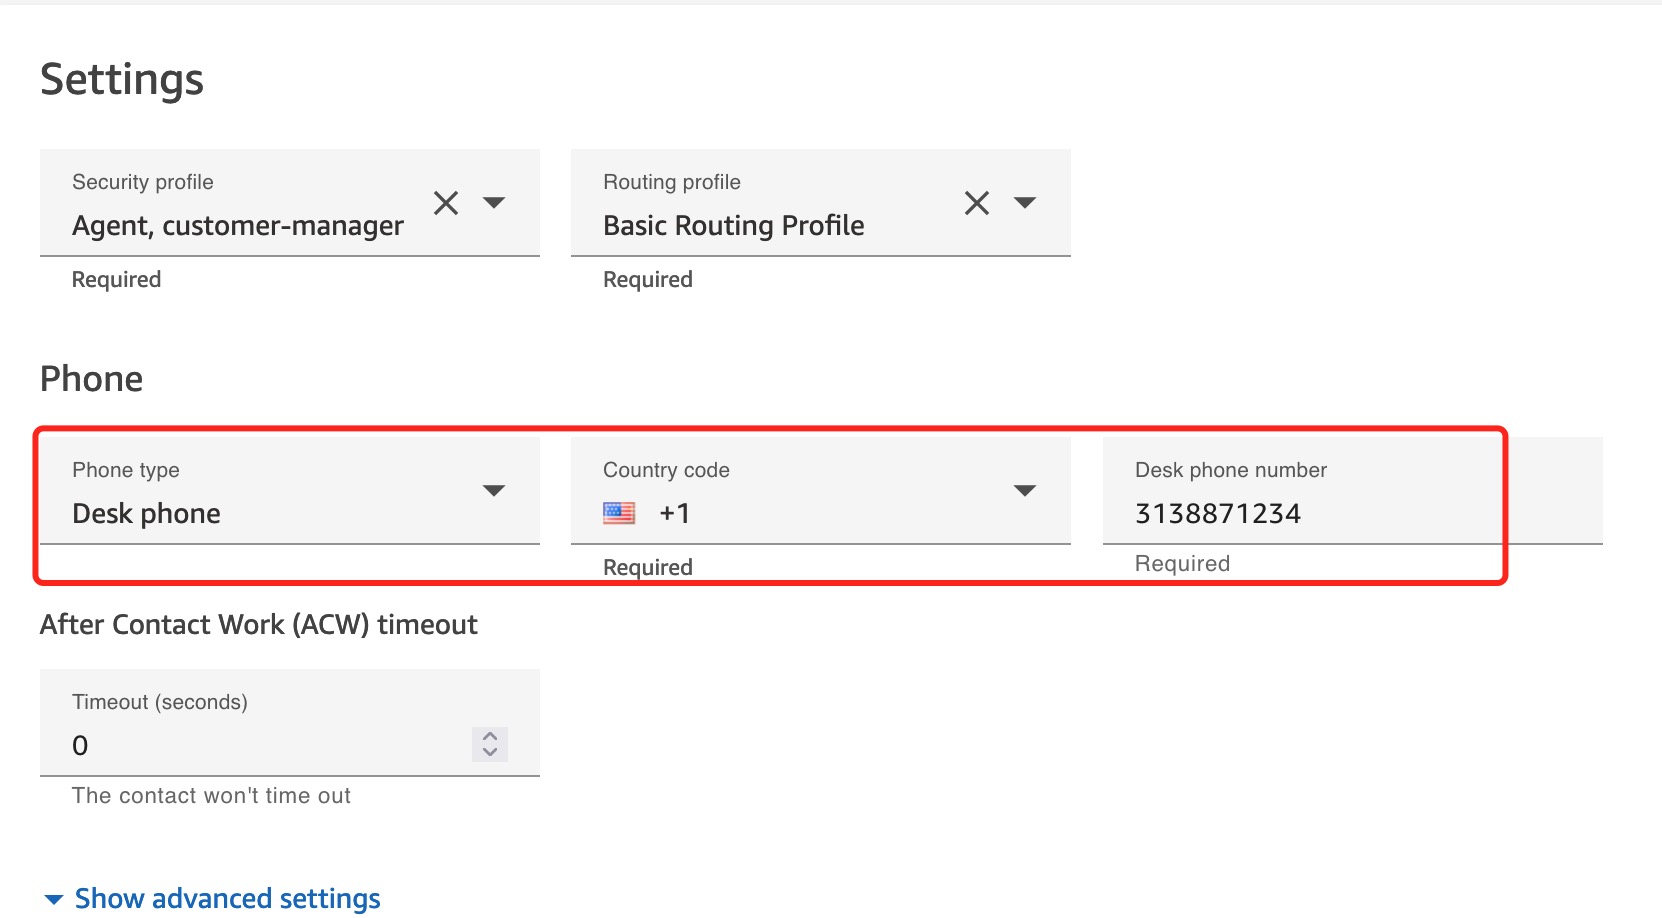 Settings
Security profile
Agent, customer-manager
Required
Routing profile
Basic Routing Profile
Required
Phone
Phone type
Desk phone
Country code
+1
Required
Desk phone number
3138871234
Required
After Contact Work (ACW) timeout
Timeout (seconds)
0
The contact won't time out
Show advanced settings